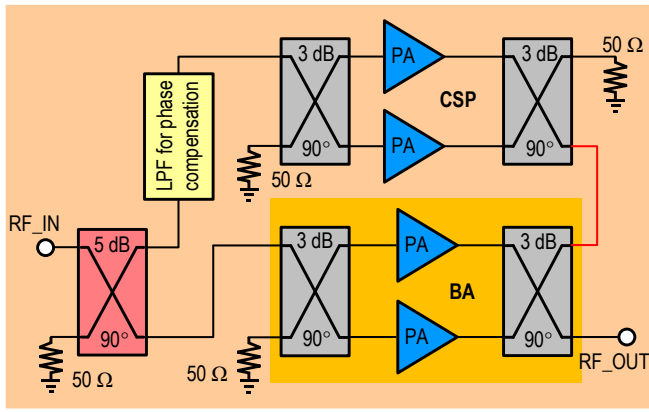 3 dB
PA
3 dB
50 Ω
CSP
LPF for phase
compensation
90°
PA
90°
50 Ω
RF_IN
5 dB
3 dB
PA
3 dB
BA
90°
90°
PA
90°
RF_OUT
50 Ω
50 Ω